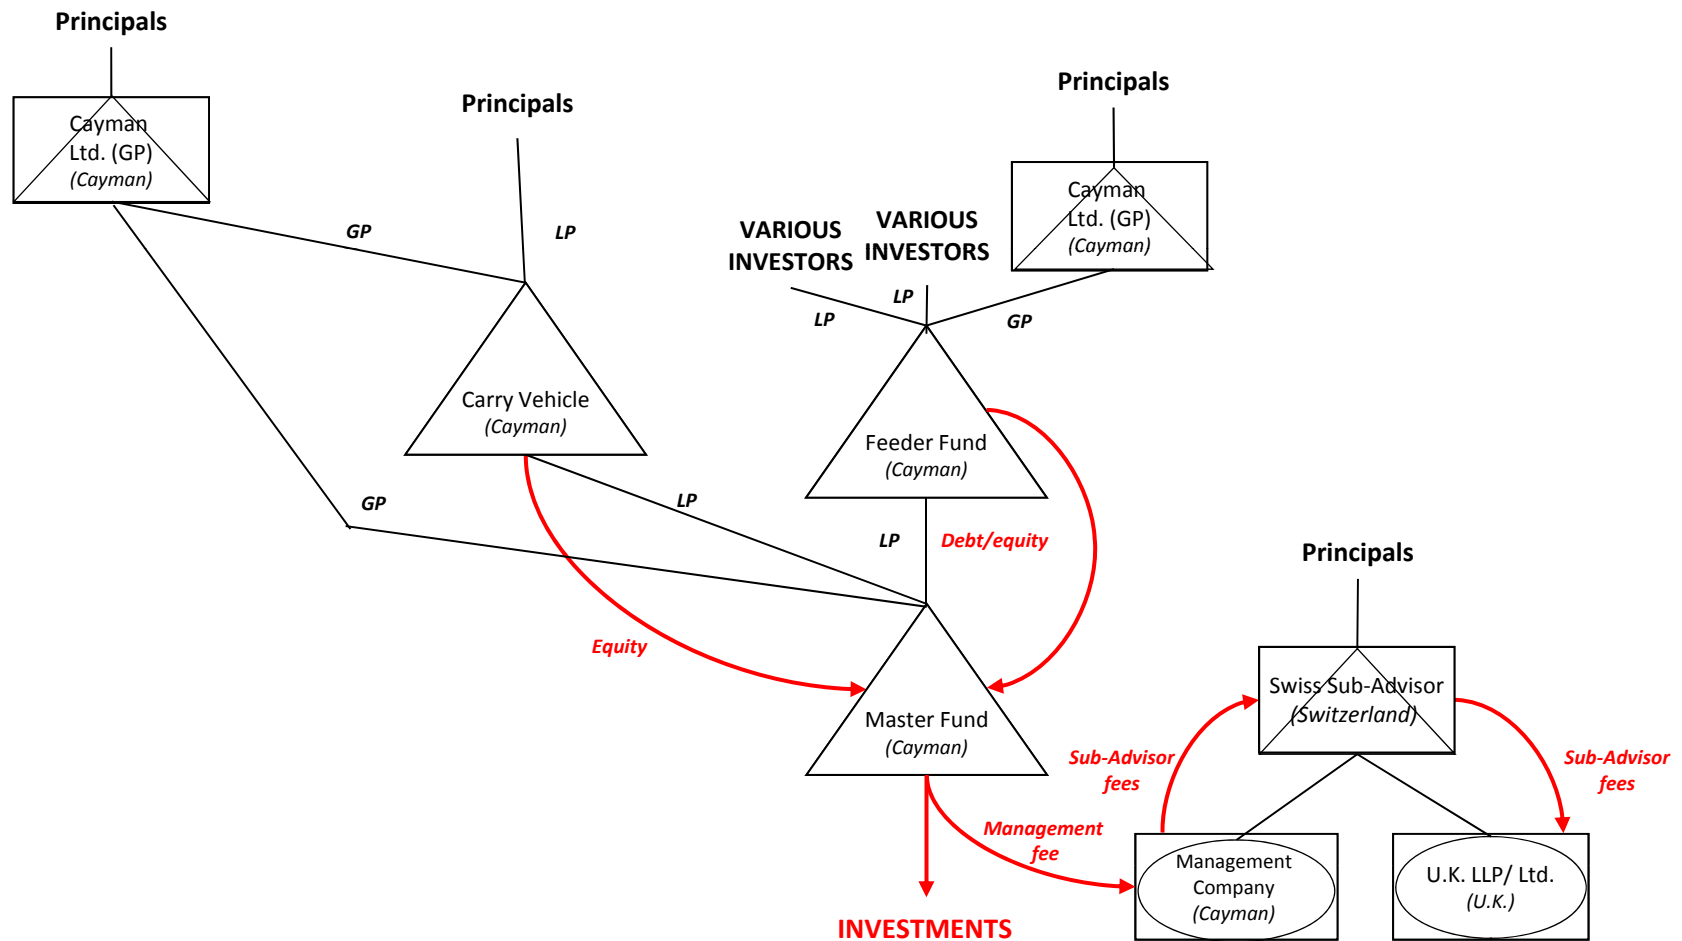 Principals
Cayman
Ltd. (GP)
(Cayman)
Principals
Principals
Cayman
Ltd. (GP)
(Cayman)
GP
LP
VARIOUS
INVESTORS
VARIOUS
INVESTORS
LP
LP
GP
Carry Vehicle
(Cayman)
Feeder Fund
(Cayman)
GP
LP
LP
Debt/equity
Equity
Master Fund
(Cayman)
Principals
Swiss Sub-Advisor
(Switzerland)
Sub-Advisor
fees
Sub-Advisor
fees
Management
fee
Management
Company
(Cayman)
U.K. LLP/ Ltd.
(U.K.)
INVESTMENTS